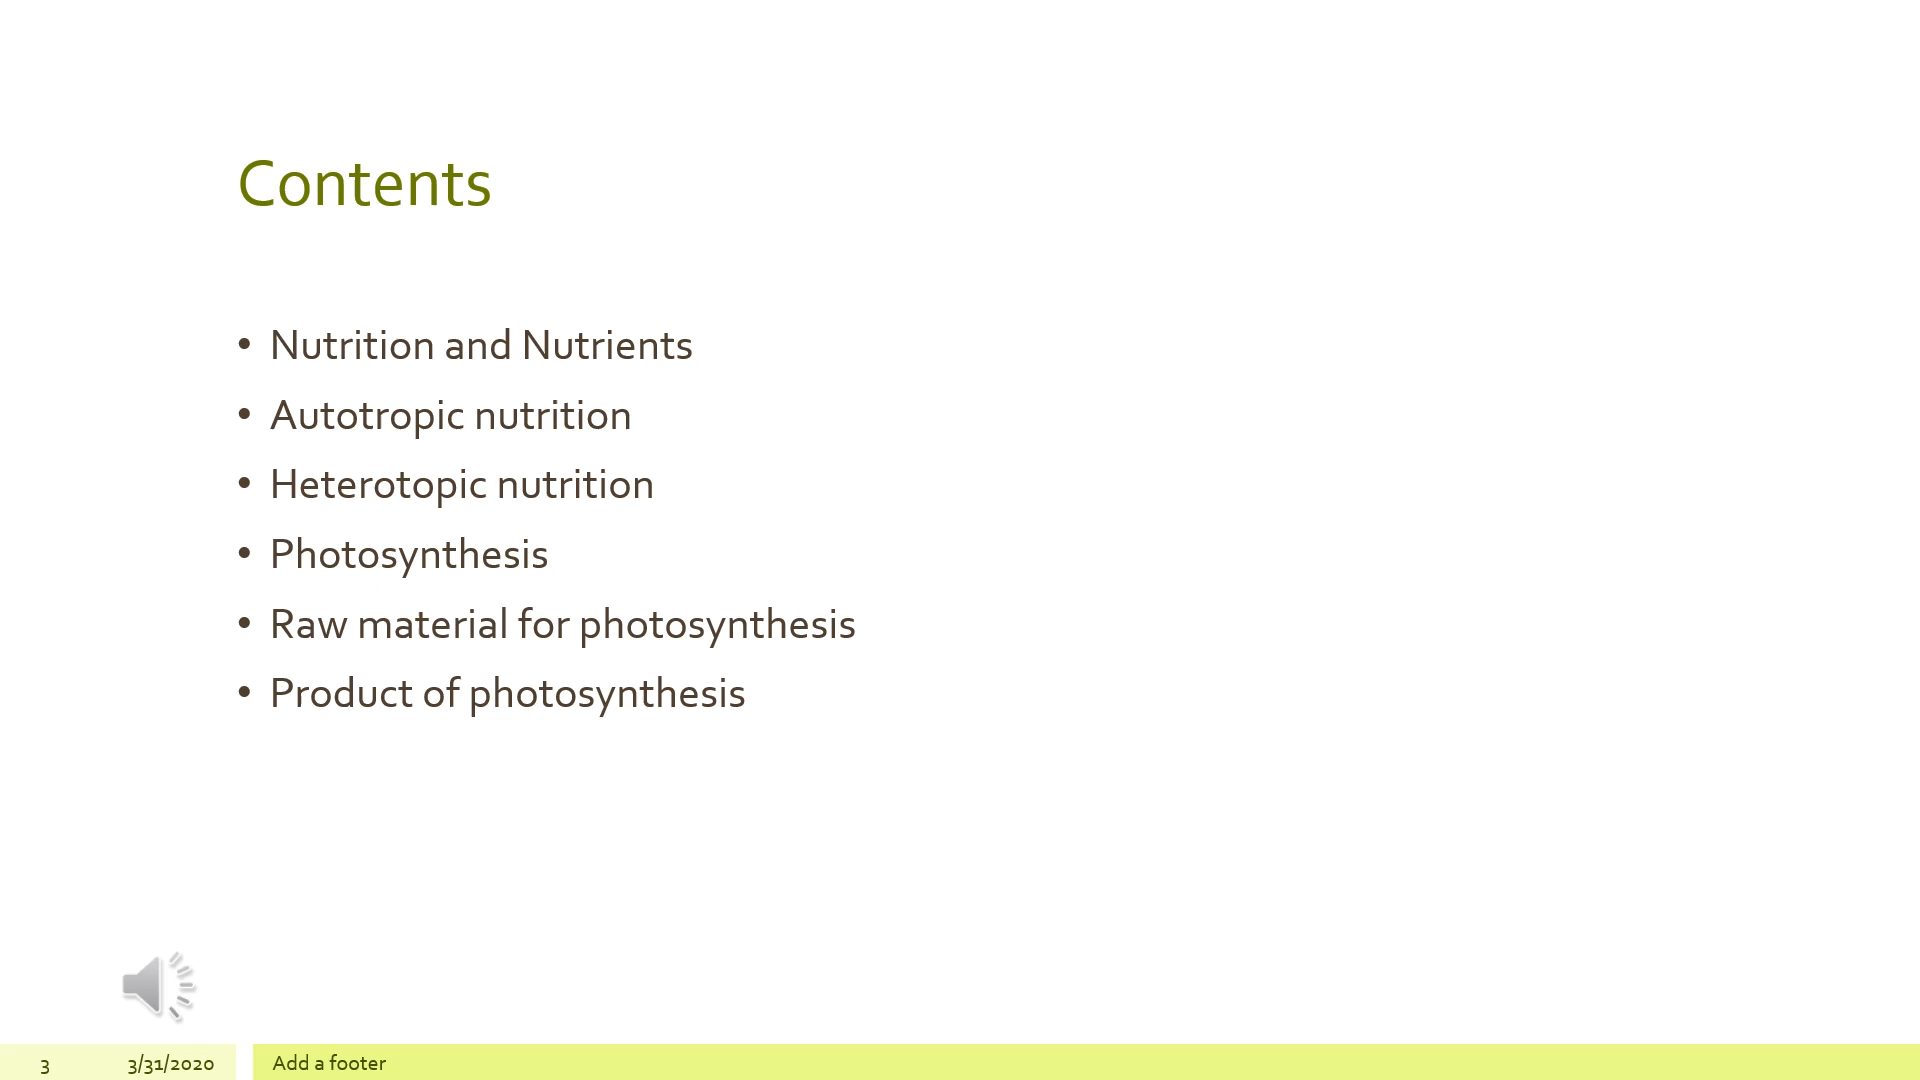 Contents
• Nutrition and Nutrients
• Autotropic nutrition
• Heterotopic nutrition
• Photosynthesis
• Raw material for photosynthesis
• Product of photosynthesis
3 3/31/2020 Add a footer